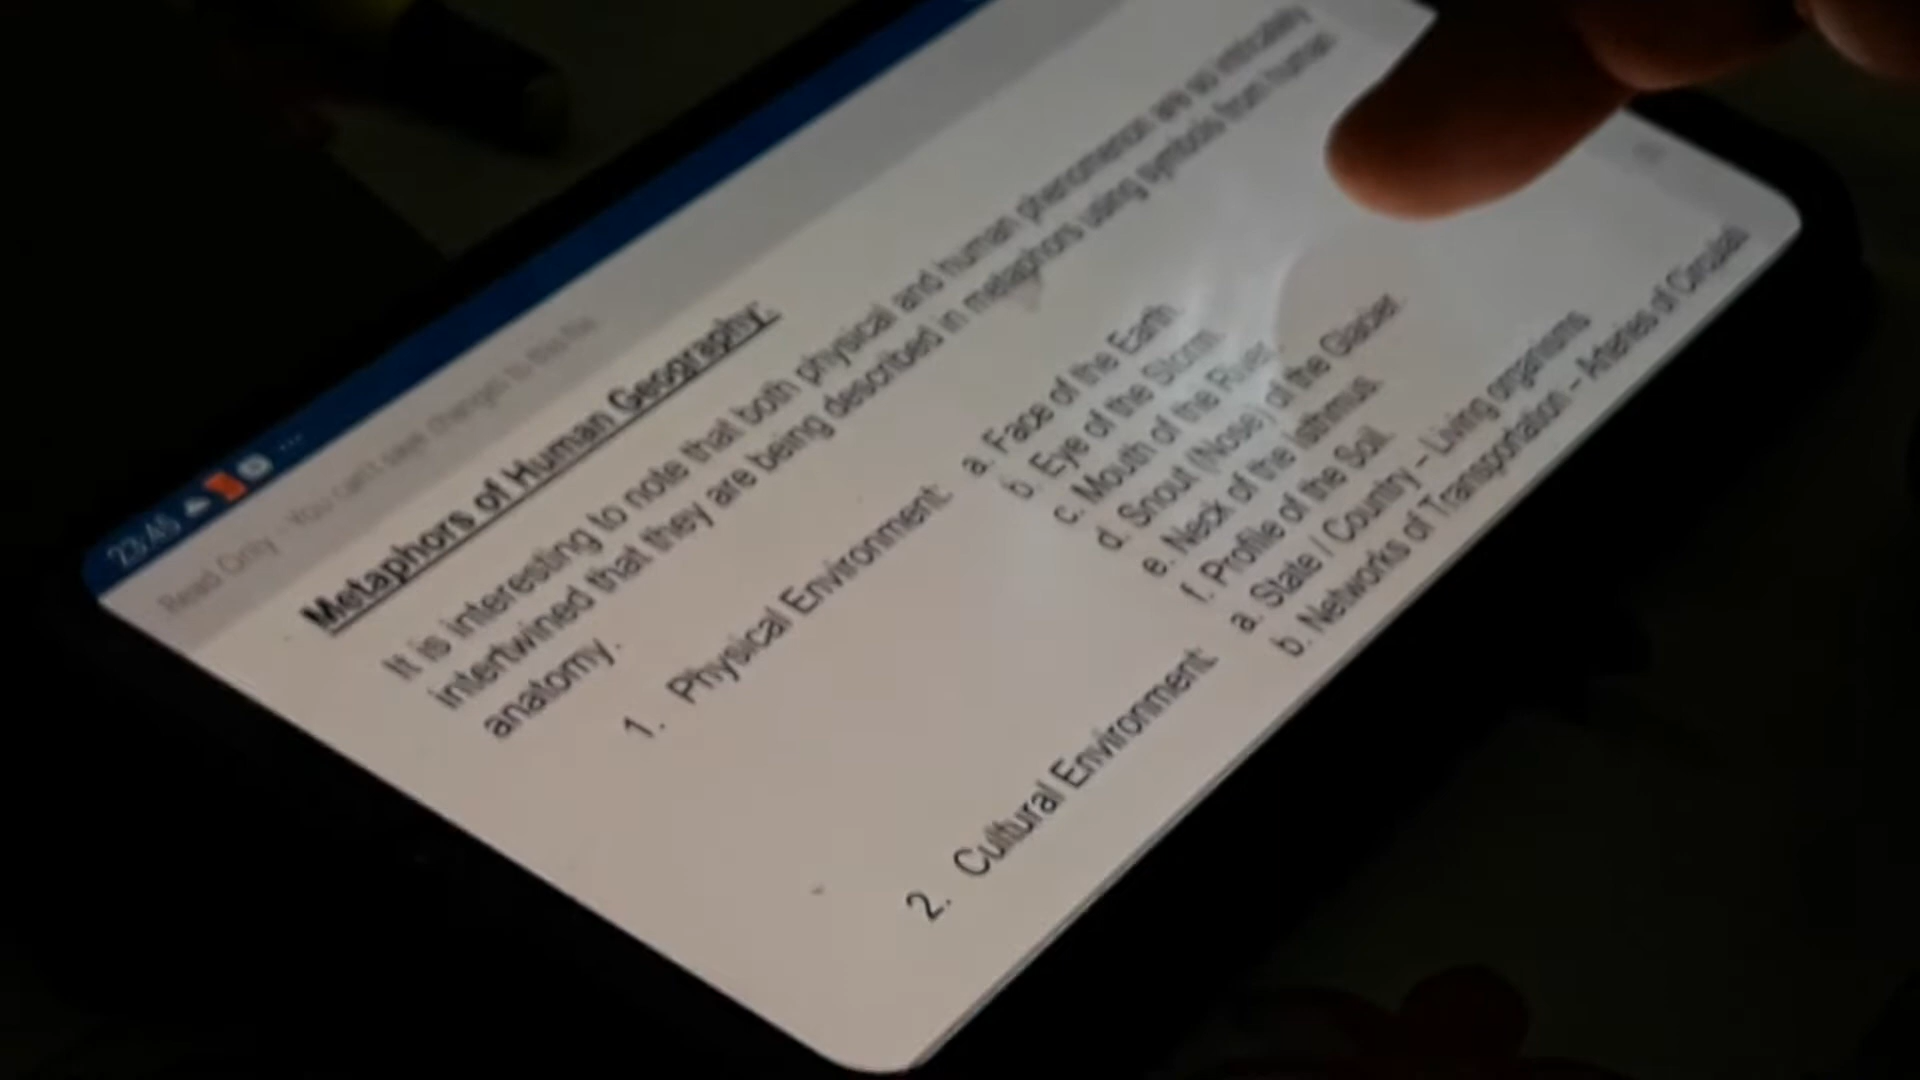 23:45 ...
Read Only - You can't save changes to this file
Metaphors of Human Geography:
It is interesting to note that both physical and human phenomenon are so intricately
intertwined that they are being described in metaphors using symbols from human
anatomy.
1. Physical Environment:
a. Face of the Earth.
b. Eye of the Storm.
c. Mouth of the River.
d. Snout (Nose) of the Glacier.
e. Neck of the Isthmus.
f. Profile of the Soil.
2. Cultural Environment:
a. State / Country – Living organisms
b. Networks of Transportation – Arteries of